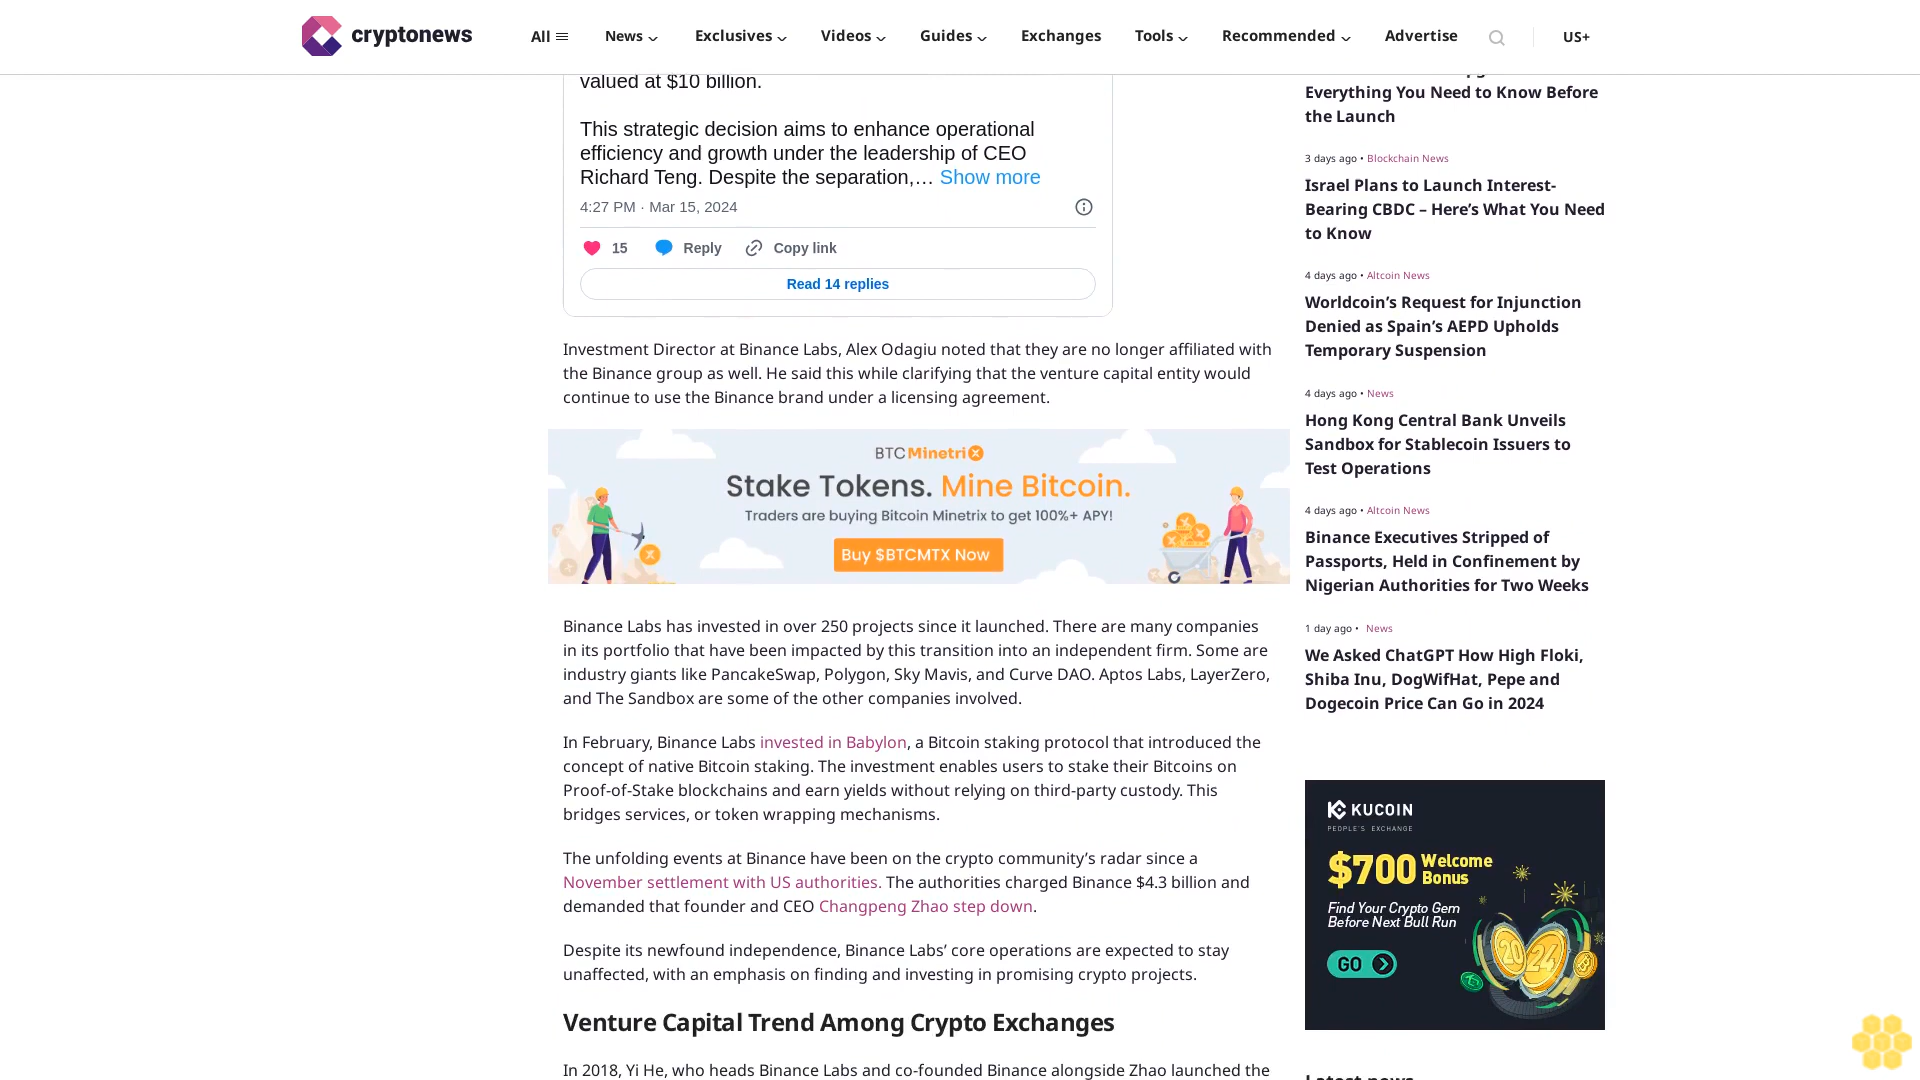 cryptonews
All
News
Exclusives
Videos
Guides
Exchanges
Tools
Recommended
Advertise
US+
valued at $10 billion.
This strategic decision aims to enhance operational
efficiency and growth under the leadership of CEO
Richard Teng. Despite the separation,… Show more
4:27 PM · Mar 15, 2024
15
Reply
Copy link
Read 14 replies
Investment Director at Binance Labs, Alex Odagiu noted that they are no longer affiliated with
the Binance group as well. He said this while clarifying that the venture capital entity would
continue to use the Binance brand under a licensing agreement.
BTCMinetrix
Stake Tokens. Mine Bitcoin.
Traders are buying Bitcoin Minetrix to get 100%+ APY!
Buy $BTCMTX Now
Binance Labs has invested in over 250 projects since it launched. There are many companies
in its portfolio that have been impacted by this transition into an independent firm. Some are
industry giants like PancakeSwap, Polygon, Sky Mavis, and Curve DAO. Aptos Labs, LayerZero,
and The Sandbox are some of the other companies involved.
In February, Binance Labs invested in Babylon, a Bitcoin staking protocol that introduced the
concept of native Bitcoin staking. The investment enables users to stake their Bitcoins on
Proof-of-Stake blockchains and earn yields without relying on third-party custody. This
bridges services, or token wrapping mechanisms.
The unfolding events at Binance have been on the crypto community’s radar since a
November settlement with US authorities. The authorities charged Binance $4.3 billion and
demanded that founder and CEO Changpeng Zhao step down.
Despite its newfound independence, Binance Labs’ core operations are expected to stay
unaffected, with an emphasis on finding and investing in promising crypto projects.
Venture Capital Trend Among Crypto Exchanges
In 2018, Yi He, who heads Binance Labs and co-founded Binance alongside Zhao launched the
Everything You Need to Know Before
the Launch
3 days ago • Blockchain News
Israel Plans to Launch Interest-
Bearing CBDC – Here’s What You Need
to Know
4 days ago • Altcoin News
Worldcoin’s Request for Injunction
Denied as Spain’s AEPD Upholds
Temporary Suspension
4 days ago • News
Hong Kong Central Bank Unveils
Sandbox for Stablecoin Issuers to
Test Operations
4 days ago • Altcoin News
Binance Executives Stripped of
Passports, Held in Confinement by
Nigerian Authorities for Two Weeks
1 day ago • News
We Asked ChatGPT How High Floki,
Shiba Inu, DogWifHat, Pepe and
Dogecoin Price Can Go in 2024
KUCOIN
PEOPLE'S EXCHANGE
$700 Welcome
Bonus
Find Your Crypto Gem
Before Next Bull Run
GO
20 24
Latest news